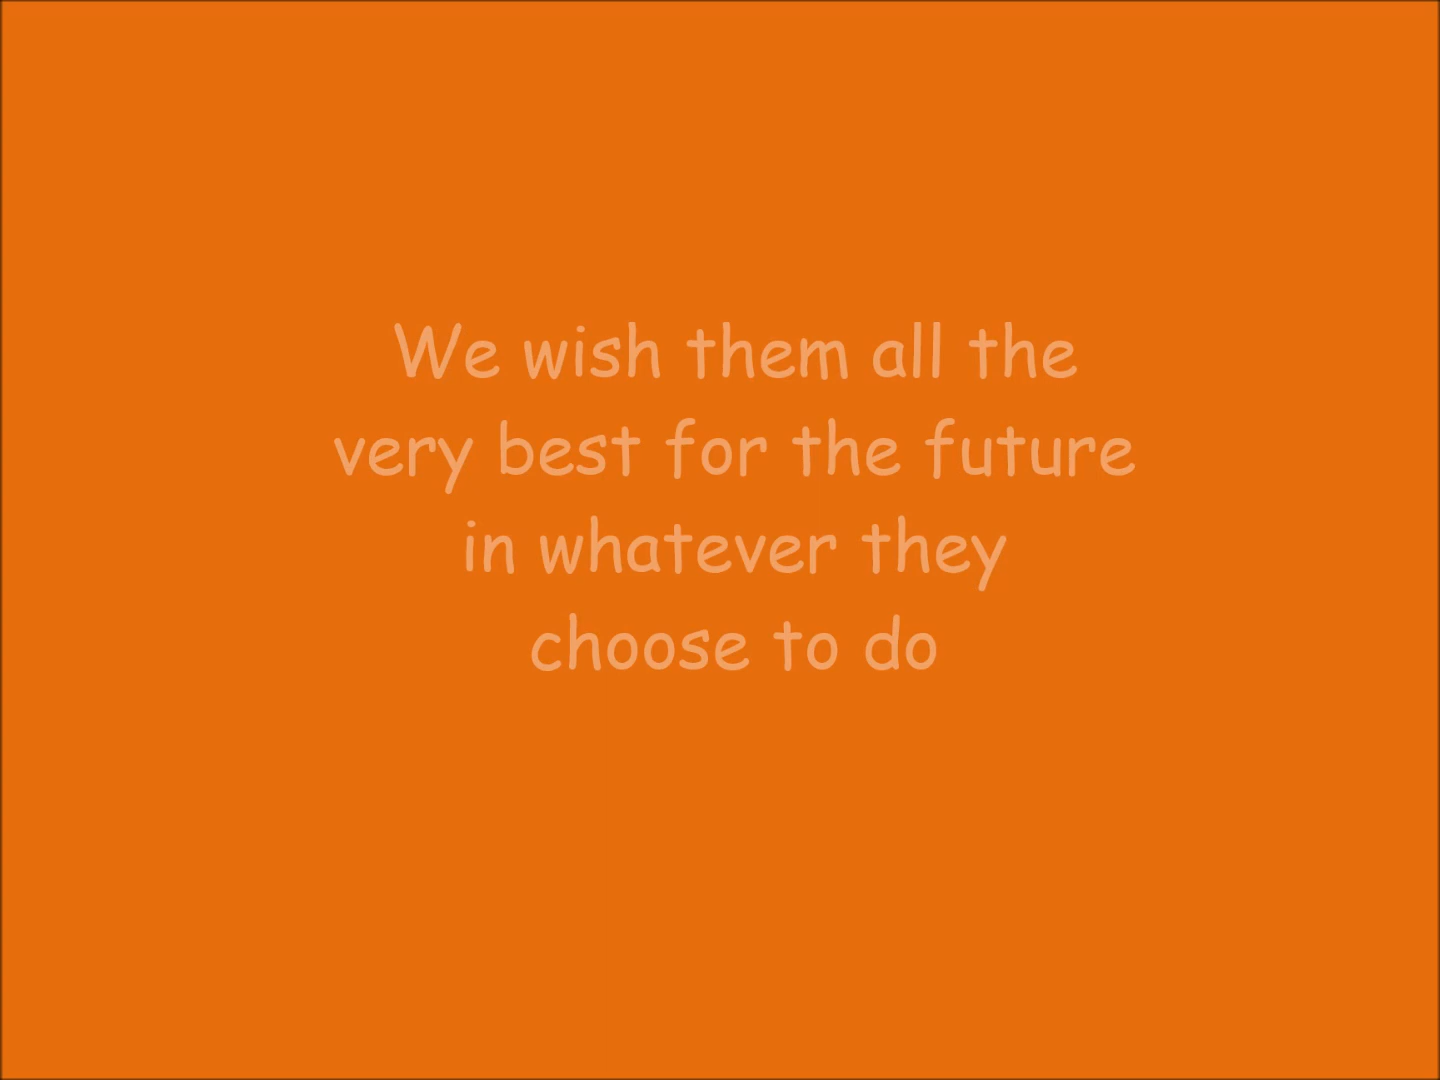 We wish them all the
very best for the future
in whatever they
choose to do